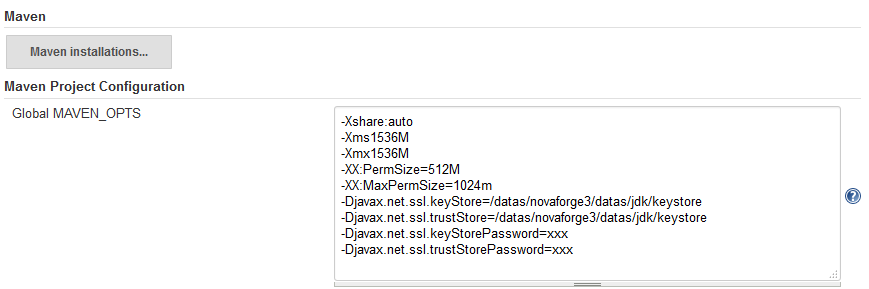 Maven
Maven installations...
Maven Project Configuration
Global MAVEN_OPTS
-Xshare:auto
-Xms1536M
-Xmx1536M
-XX:PermSize=512M
-XX:MaxPermSize=1024m
-Djavax.net.ssl.keyStore=/datas/novaforge3/datas/jdk/keystore
-Djavax.net.ssl.trustStore=/datas/novaforge3/datas/jdk/keystore
-Djavax.net.ssl.keyStorePassword=xxx
-Djavax.net.ssl.trustStorePassword=xxx
?